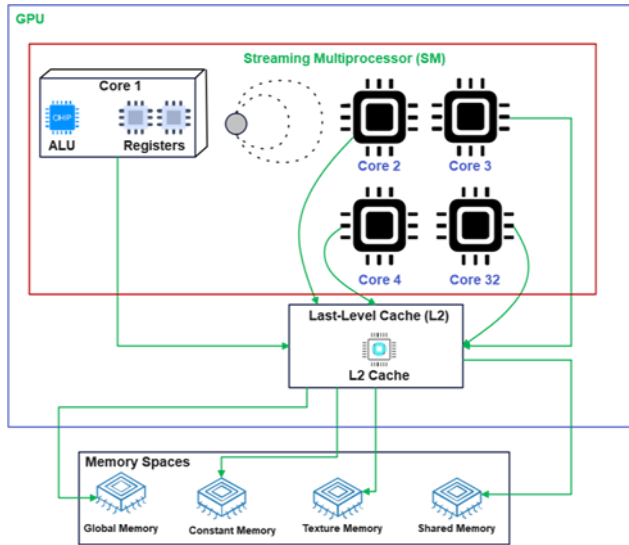 GPU
Streaming Multiprocessor (SM)
Core 1
CHIP
ALU
Registers
Core 2
Core 3
Core 4
Core 32
Last-Level Cache (L2)
L2 Cache
Memory Spaces
Global Memory
Constant Memory
Texture Memory
Shared Memory